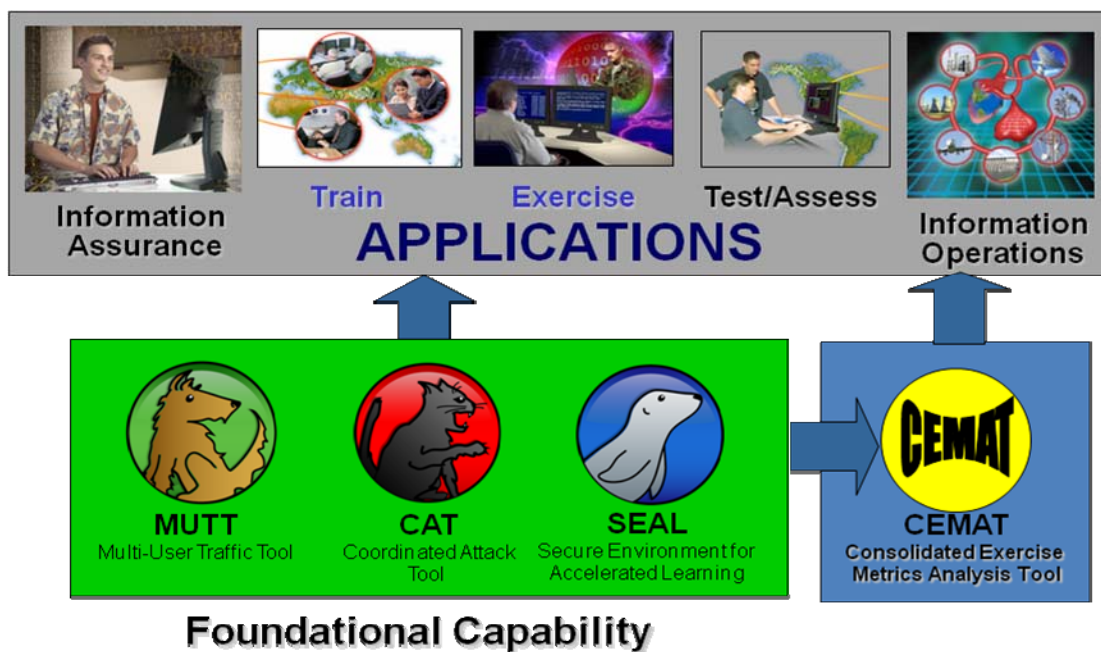 Information
Assurance
Train
Exercise
Test/Assess
Information
Operations
APPLICATIONS
MUTT
Multi-User Traffic Tool
CAT
Coordinated Attack
Tool
SEAL
Secure Environment for
Accelerated Learning
CEMAT
CEMAT
Consolidated Exercise
Metrics Analysis Tool
Foundational Capability